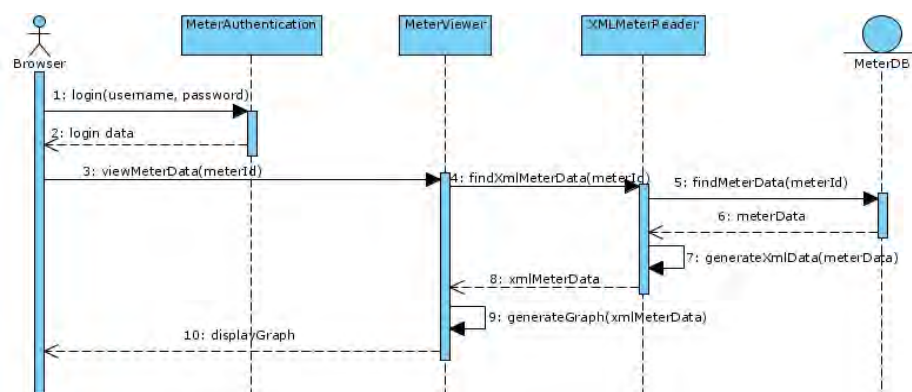 MeterAuthentication
MeterViewer
XMLMeterReader
Browser
MeterDB
1: login(username, password)
2: login data
3: viewMeterData(meterId)
4: findXmlMeterData(meterId)
5: findMeterData(meterId)
6: meterData
7: generateXmlData(meterData)
8: xmlMeterData
9: generateGraph(xmlMeterData)
10: displayGraph